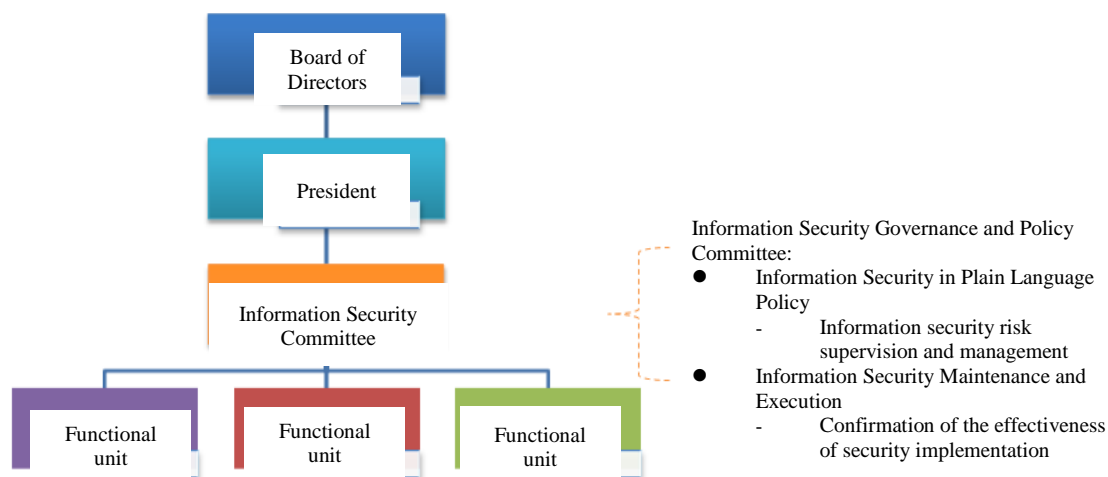 Board of
Directors
President
Information Security
Committee
Functional
unit
Functional
unit
Functional
unit
Information Security Governance and Policy
Committee:
● Information Security in Plain Language
Policy
- Information security risk
supervision and management
● Information Security Maintenance and
Execution
- Confirmation of the effectiveness
of security implementation